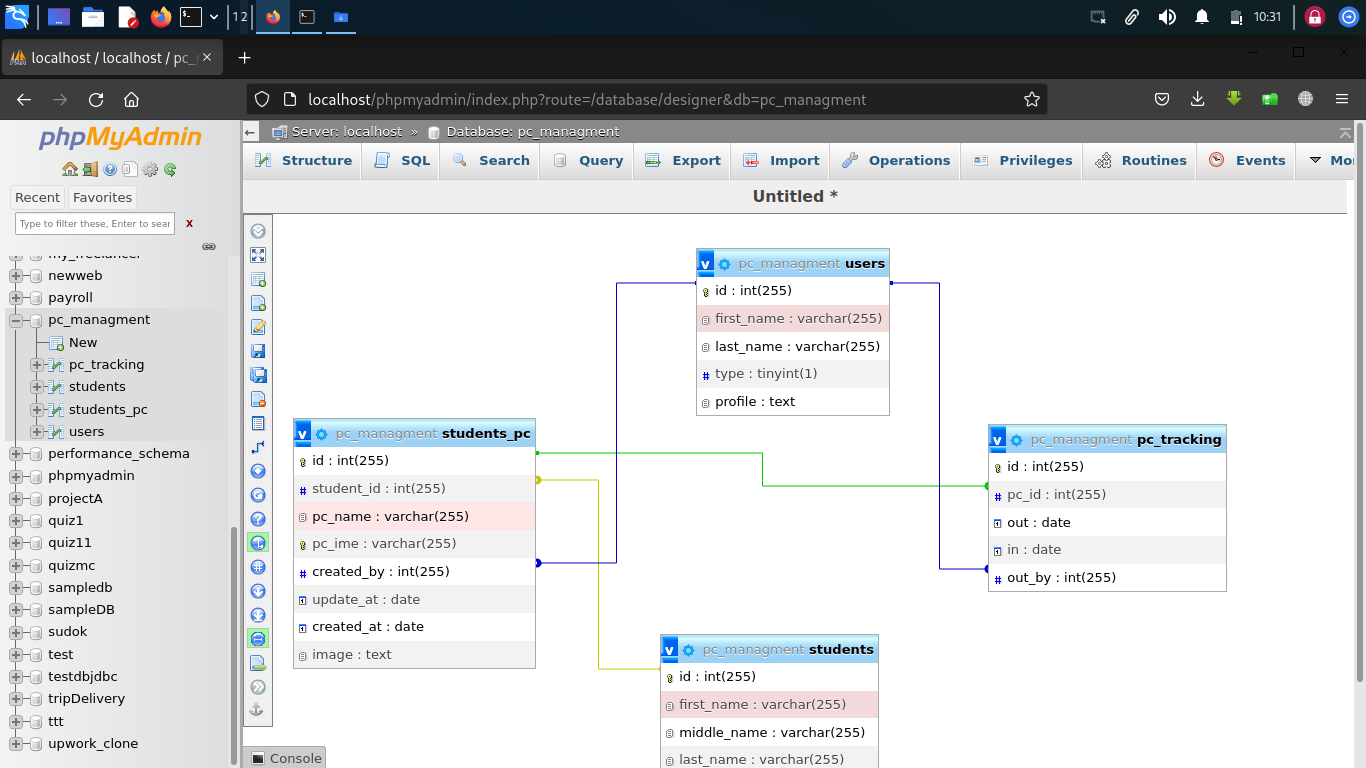 1 2
10:31
localhost / localhost / pc_
localhost/phpmyadmin/index.php?route=/database/designer&db=pc_managment
phpMyAdmin
Recent
Favorites
Type to filter these, Enter to sear
X
newweb
payroll
pc_managment
New
pc_tracking
students
students_pc
users
performance_schema
phpmyadmin
projectA
quiz1
quiz11
quizmc
sampledb
sampleDB
sudok
test
testdbjdbc
tripDelivery
ttt
upwork_clone
Server: localhost » Database: pc_managment
Structure SQL Search Query Export Import Operations Privileges Routines Events Mo
Untitled *
v pc_managment users
id : int(255)
first_name : varchar(255)
last_name : varchar(255)
# type : tinyint(1)
profile : text
v pc_managment students_pc
id : int(255)
# student_id : int(255)
pc_name : varchar(255)
pc_ime : varchar(255)
# created_by : int(255)
update_at : date
created_at : date
image : text
v pc_managment pc_tracking
id : int(255)
# pc_id : int(255)
out : date
in : date
# out_by : int(255)
v pc_managment students
id : int(255)
first_name : varchar(255)
middle_name : varchar(255)
last_name : varchar(255)
Console